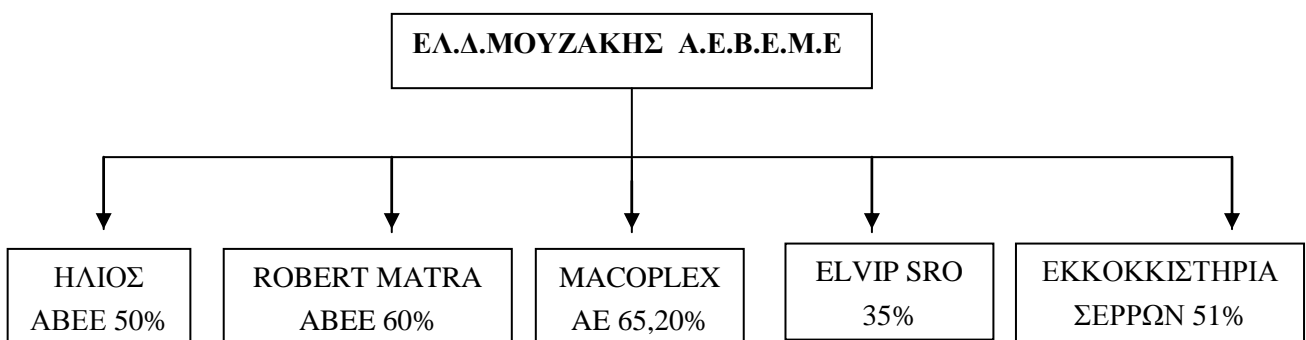 ΕΛ.Δ.ΜΟΥΖΑΚΗΣ Α.Ε.Β.Ε.Μ.Ε
ΗΛΙΟΣ
ΑΒΕΕ 50%
ROBERT MATRA
ΑΒΕΕ 60%
MACOPLEX
ΑΕ 65,20%
ELVIP SRO
35%
ΕΚΚΟΚΚΙΣΤΗΡΙΑ
ΣΕΡΡΩΝ 51%